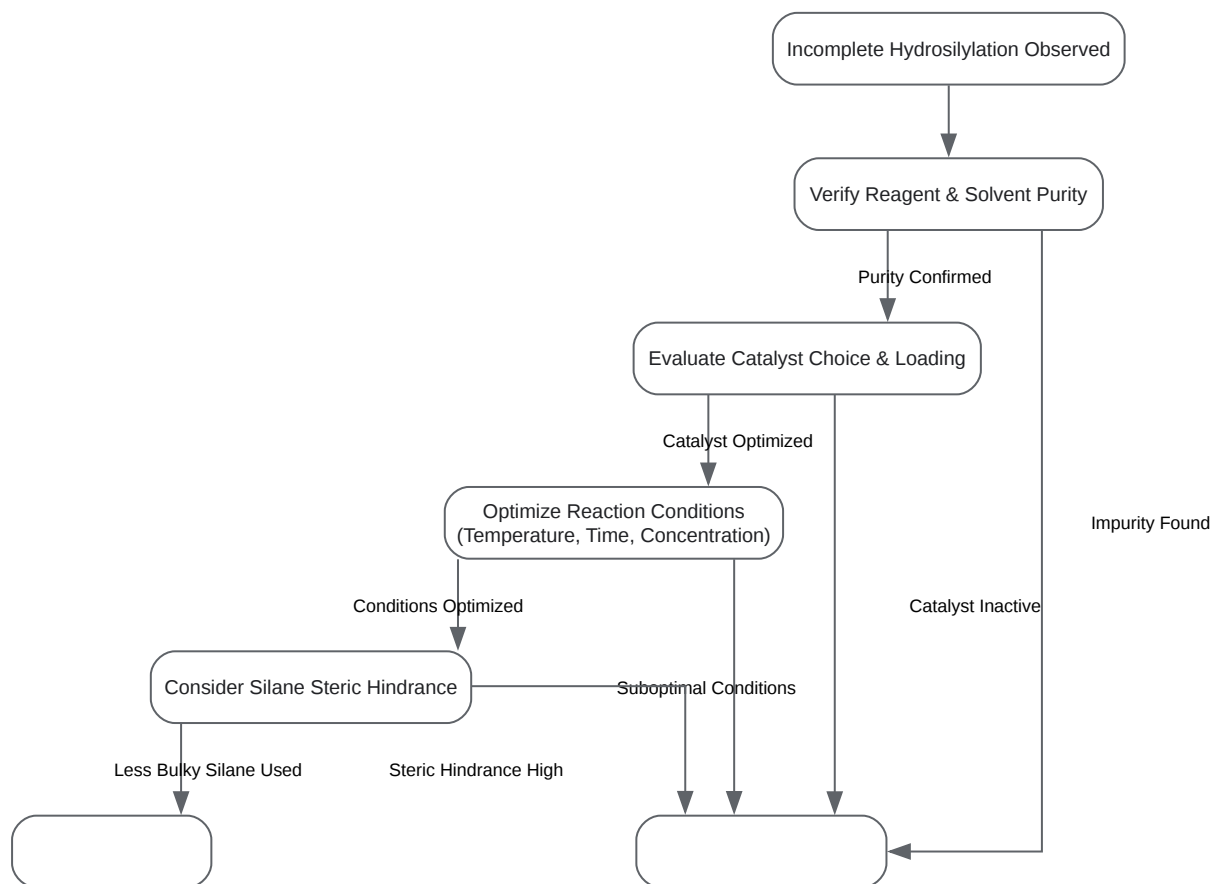 Incomplete Hydrosilylation Observed
Verify Reagent & Solvent Purity
Purity Confirmed
Evaluate Catalyst Choice & Loading
Catalyst Optimized
Optimize Reaction Conditions
(Temperature, Time, Concentration)
Impurity Found
Conditions Optimized
Catalyst Inactive
Consider Silane Steric Hindrance
Suboptimal Conditions
Less Bulky Silane Used
Steric Hindrance High